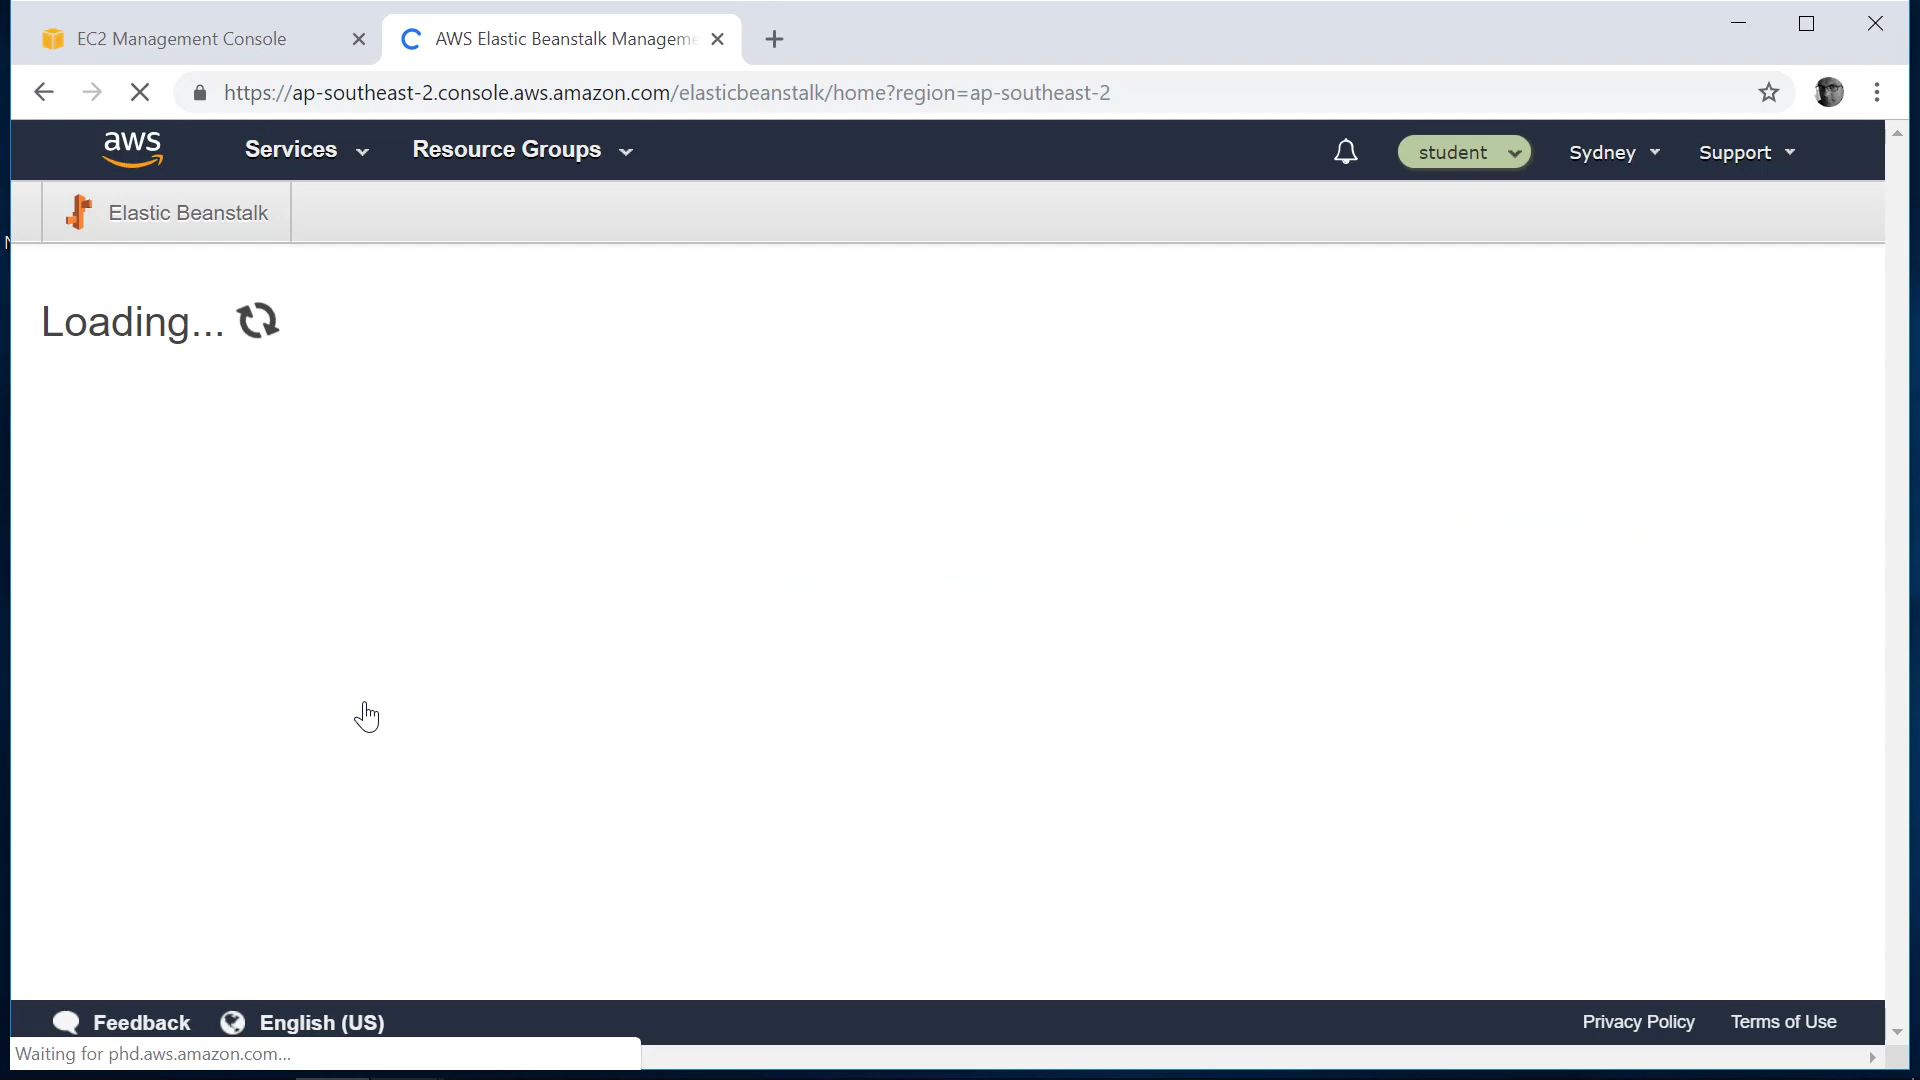 EC2 Management Console
AWS Elastic Beanstalk Manageme
https://ap-southeast-2.console.aws.amazon.com/elasticbeanstalk/home?region=ap-southeast-2
aws
Services
Resource Groups
student
Sydney
Support
Elastic Beanstalk
Loading...
Feedback
English (US)
Privacy Policy
Terms of Use
Waiting for phd.aws.amazon.com...